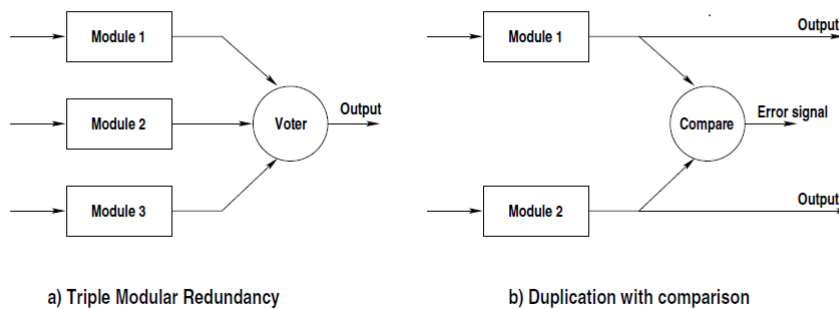 Module 1
Module 2
Module 3
Voter
Output
a) Triple Modular Redundancy
Module 1
Output
Compare
Error signal
Module 2
Output
b) Duplication with comparison